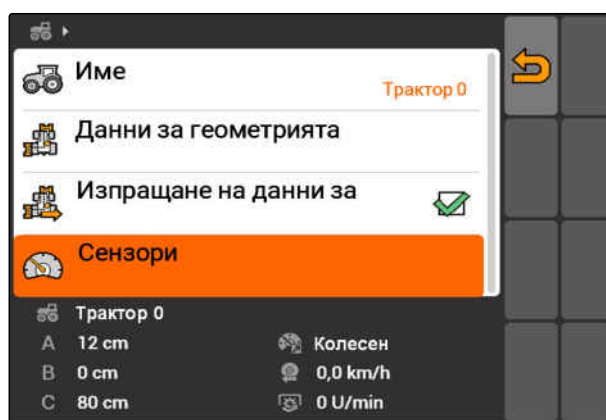 Име
Трактор 0
Данни за геометрията
Изпращане на данни за
Сензори
Трактор 0
A 12 cm Колесен
B 0 cm 0,0 km/h
C 80 cm 0 U/min